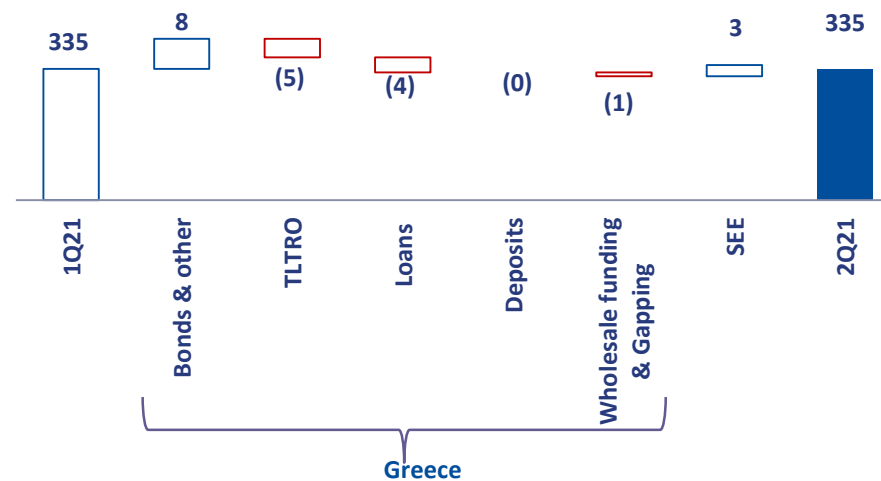 335
8
(5)
(4)
(0)
(1)
3
335
1Q21
Bonds & other
TLTRO
Loans
Deposits
Wholesale funding
& Gapping
SEE
2Q21
Greece